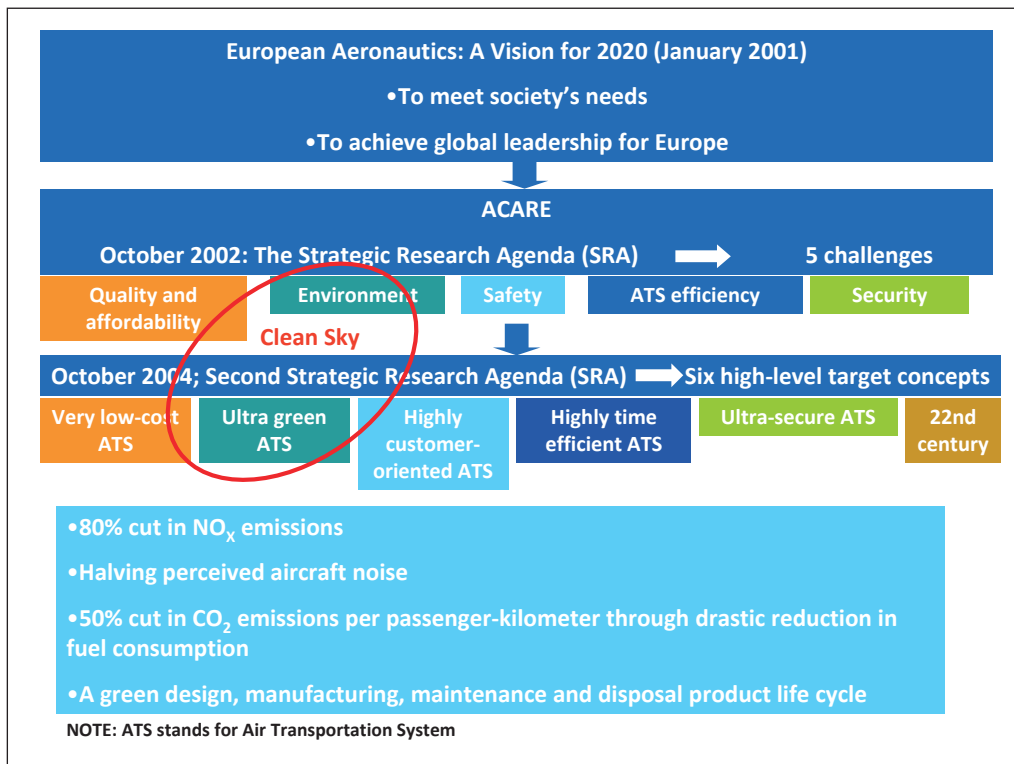 European Aeronautics: A Vision for 2020 (January 2001)
•To meet society's needs
•To achieve global leadership for Europe
ACARE
October 2002: The Strategic Research Agenda (SRA) 5 challenges
Quality and
affordability
Environment
Safety
ATS efficiency
Security
Clean Sky
October 2004; Second Strategic Research Agenda (SRA) Six high-level target concepts
Very low-cost
ATS
Ultra green
ATS
Highly
customer-
oriented ATS
Highly time
efficient ATS
Ultra-secure ATS
22nd
century
•80% cut in NOX emissions
•Halving perceived aircraft noise
•50% cut in CO2 emissions per passenger-kilometer through drastic reduction in
fuel consumption
•A green design, manufacturing, maintenance and disposal product life cycle
NOTE: ATS stands for Air Transportation System